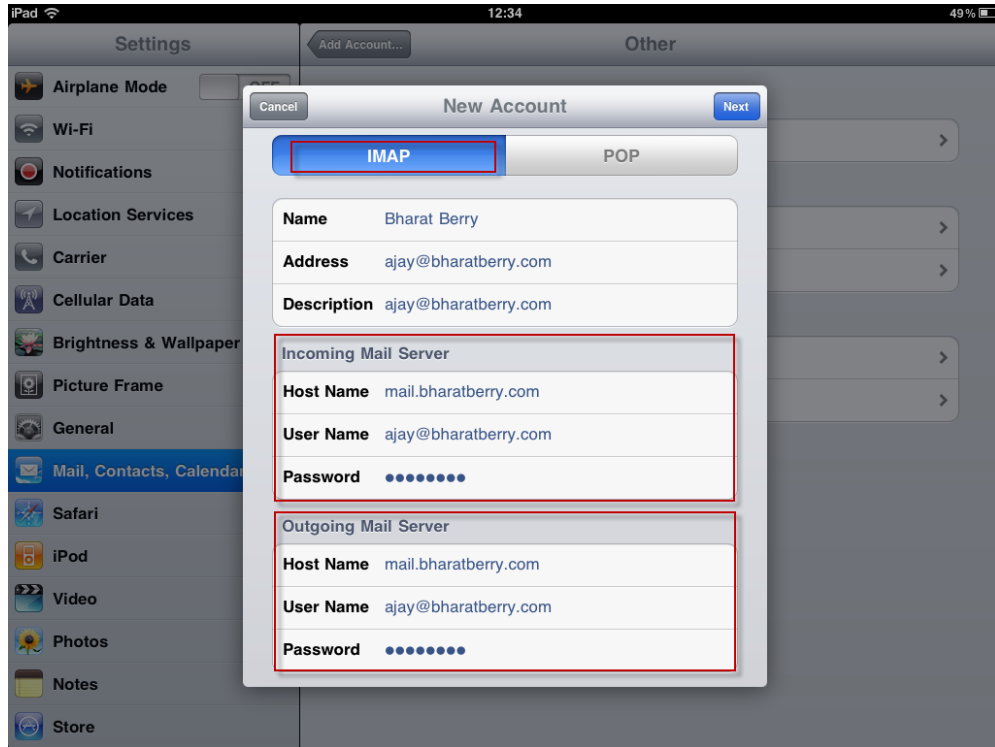 iPad 12:34 49%
Settings
Add Account... Other
Airplane Mode OFF
Cancel New Account Next
Wi-Fi
IMAP POP
Notifications
Location Services
Name Bharat Berry
Carrier
Address ajay@bharatberry.com
Cellular Data
Description ajay@bharatberry.com
Brightness & Wallpaper
Incoming Mail Server
Picture Frame
Host Name mail.bharatberry.com
General
User Name ajay@bharatberry.com
Mail, Contacts, Calendar
Password ••••••••
Safari
Outgoing Mail Server
iPod
Host Name mail.bharatberry.com
Video
User Name ajay@bharatberry.com
Photos
Password ••••••••
Notes
Store